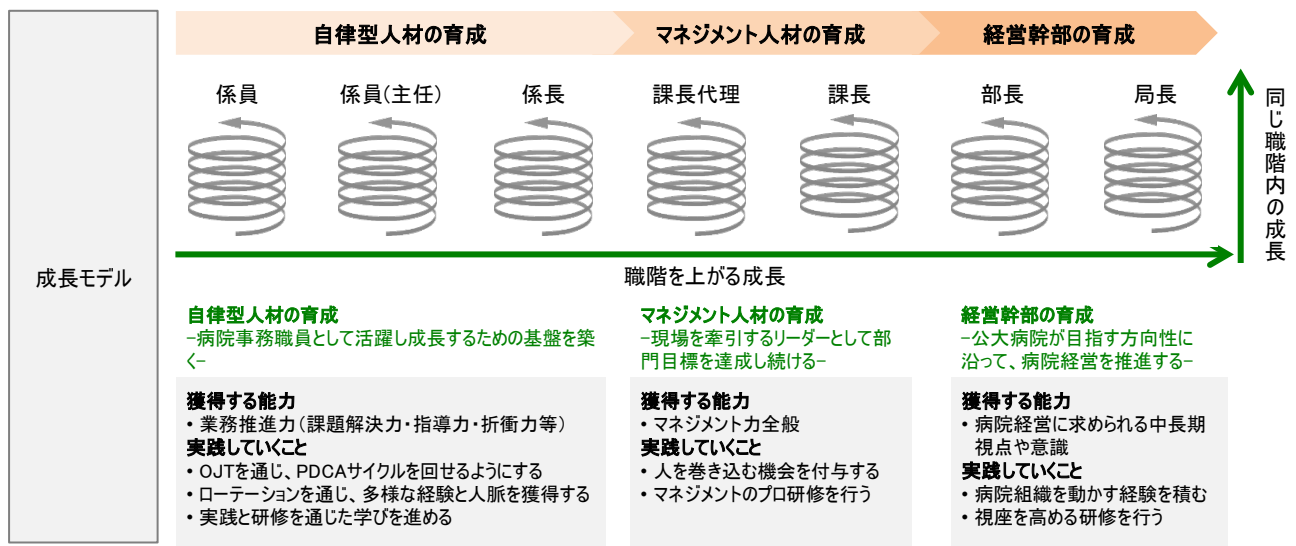 自律型人材の育成
マネジメント人材の育成
経営幹部の育成
係員
係員(主任)
係長
課長代理
課長
部長
局長
同じ職階内の成長
成長モデル
職階を上がる成長
自律型人材の育成
–病院事務職員として活躍し成長するための基盤を築
く–
獲得する能力
• 業務推進力(課題解決力・指導力・折衝力等)
実践していくこと
• OJTを通じ、PDCAサイクルを回せるようにする
• ローテーションを通じ、多様な経験と人脈を獲得する
• 実践と研修を通じた学びを進める
マネジメント人材の育成
–現場を牽引するリーダーとして部
門目標を達成し続ける–
獲得する能力
• マネジメント力全般
実践していくこと
• 人を巻き込む機会を付与する
• マネジメントのプロ研修を行う
経営幹部の育成
–公大病院が目指す方向性に
沿って、病院経営を推進する–
獲得する能力
• 病院経営に求められる中長期
視点や意識
実践していくこと
• 病院組織を動かす経験を積む
• 視座を高める研修を行う